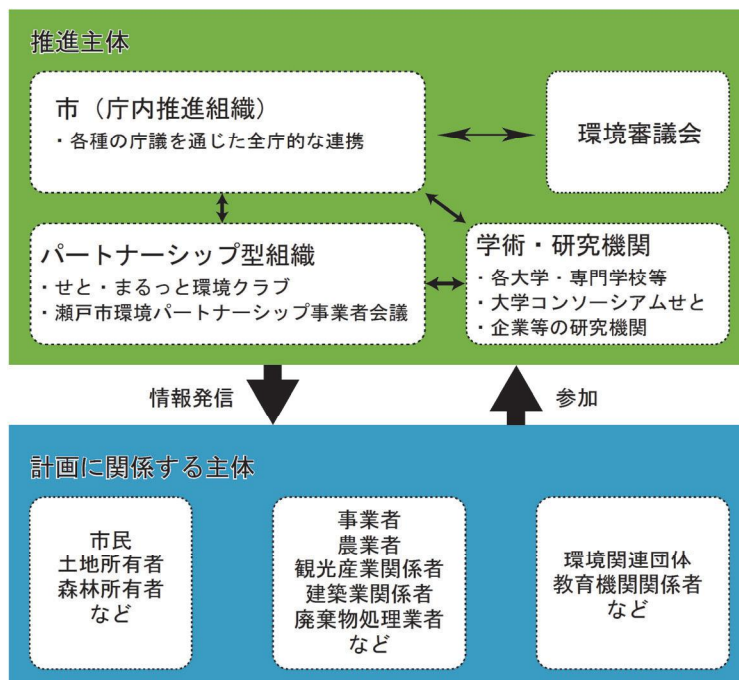 推進主体
市（庁内推進組織）
・各種の庁議を通じた全庁的な連携
環境審議会
パートナーシップ型組織
・せと・まるっと環境クラブ
・瀬戸市環境パートナーシップ事業者会議
学術・研究機関
・各大学・専門学校等
・大学コンソーシアムせと
・企業等の研究機関
情報発信
参加
計画に関係する主体
市民
土地所有者
森林所有者
など
事業者
農業者
観光産業関係者
建築業関係者
廃棄物処理業者
など
環境関連団体
教育機関関係者
など